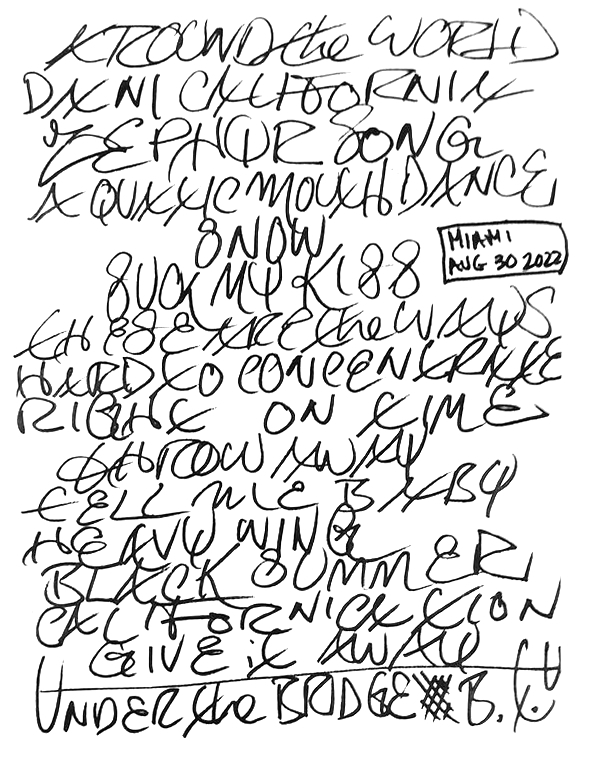 AROUND the WORLD
DANI CALIFORNIA
ZEPHYR SONG
AQUATIC MOUTH DANCE
SNOW
MIAMI
AUG 30 2022
SUCK MY KISS
THESE ARE the WAYS
HARD TO CONCENTRATE
RIGHT ON TIME
THROW AWAY
TELL ME BABY
HEAVY WING
BLACK SUMMER
CALIFORNICATION
GIVE it AWAY
UNDER the BRIDGE